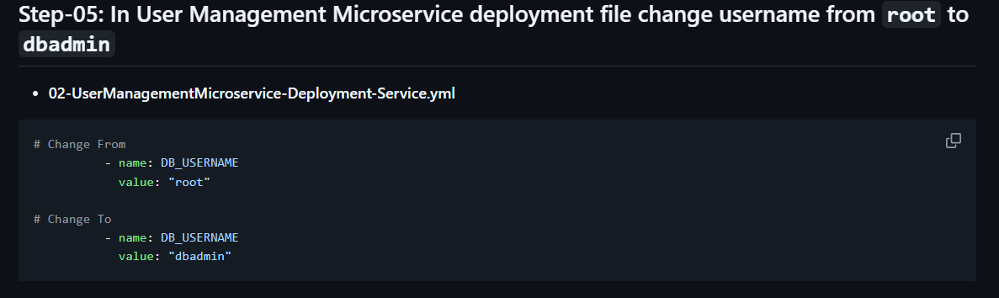 Step-05: In User Management Microservice deployment file change username from root to
dbadmin
• 02-UserManagementMicroservice-Deployment-Service.yml
# Change From
          - name: DB_USERNAME
            value: "root"
# Change To
          - name: DB_USERNAME
            value: "dbadmin"